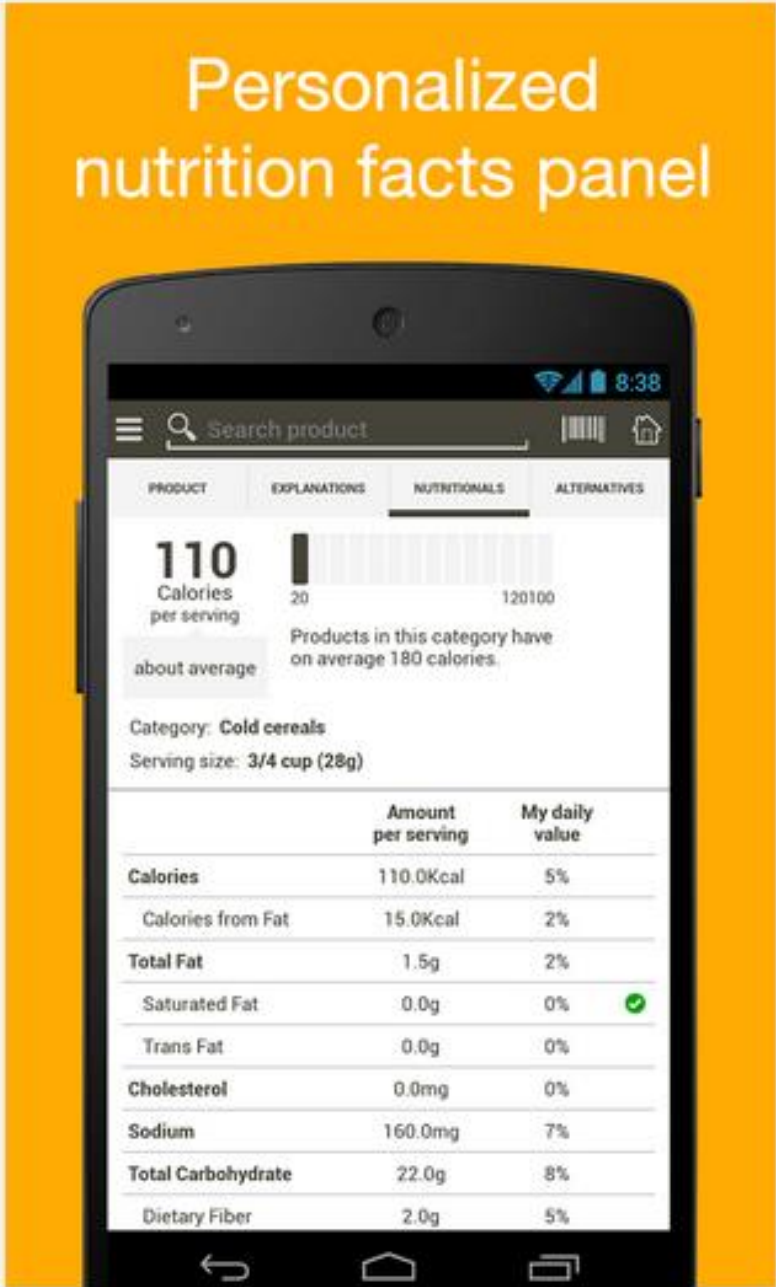 Personalized
nutrition facts panel
8:38
Search product
PRODUCT EXPLANATIONS NUTRITIONALS ALTERNATIVES
110
Calories
per serving
about average
20 120100
Products in this category have
on average 180 calories.
Category: Cold cereals
Serving size: 3/4 cup (28g)
Amount
per serving
My daily
value
Calories 110.0Kcal 5%
Calories from Fat 15.0Kcal 2%
Total Fat 1.5g 2%
Saturated Fat 0.0g 0%
Trans Fat 0.0g 0%
Cholesterol 0.0mg 0%
Sodium 160.0mg 7%
Total Carbohydrate 22.0g 8%
Dietary Fiber 2.0g 5%